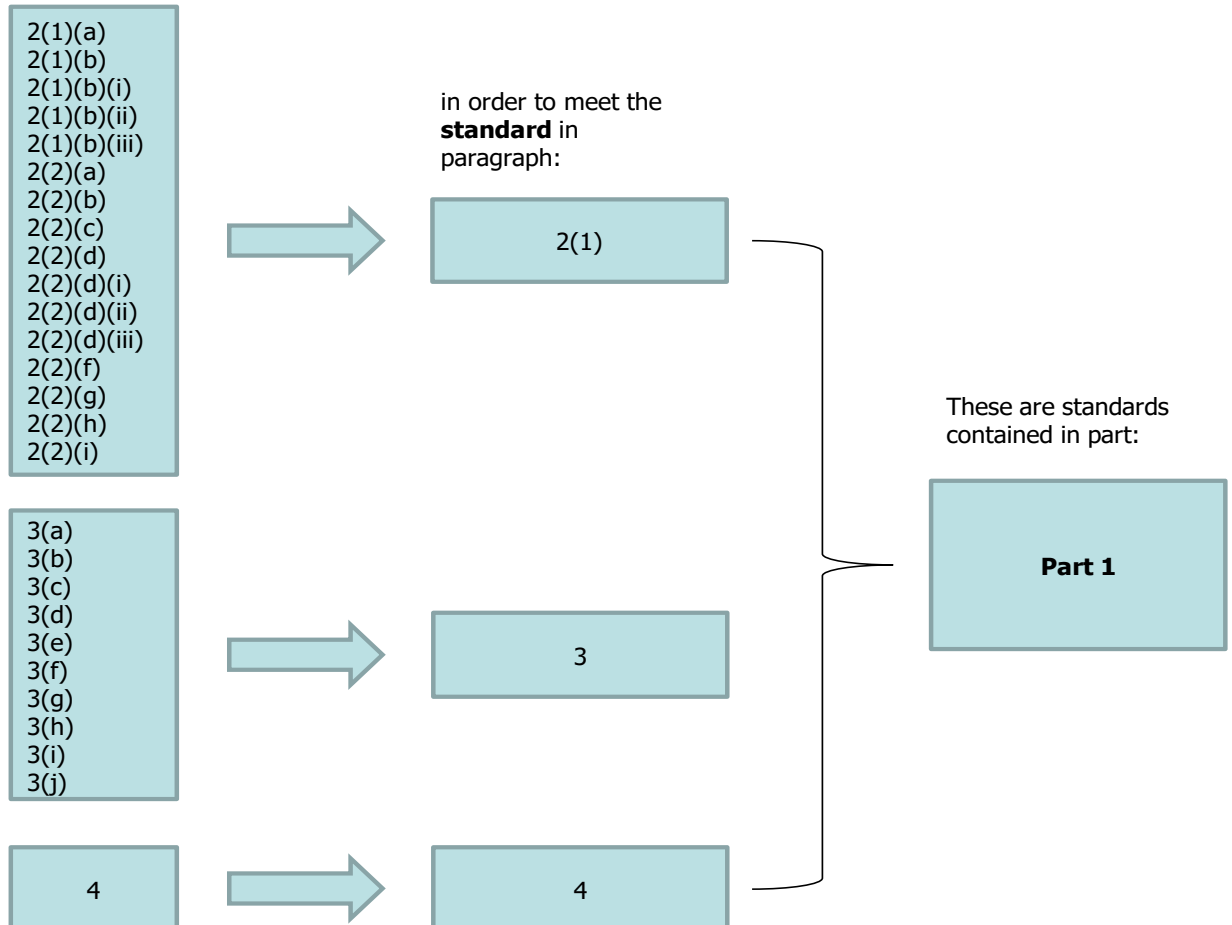 2(1)(a)
2(1)(b)
2(1)(b)(i)
2(1)(b)(ii)
2(1)(b)(iii)
2(2)(a)
2(2)(b)
2(2)(c)
2(2)(d)
2(2)(d)(i)
2(2)(d)(ii)
2(2)(d)(iii)
2(2)(f)
2(2)(g)
2(2)(h)
2(2)(i)
in order to meet the
standard in
paragraph:
2(1)
3(a)
3(b)
3(c)
3(d)
3(e)
3(f)
3(g)
3(h)
3(i)
3(j)
3
4
4
These are standards
contained in part:
Part 1